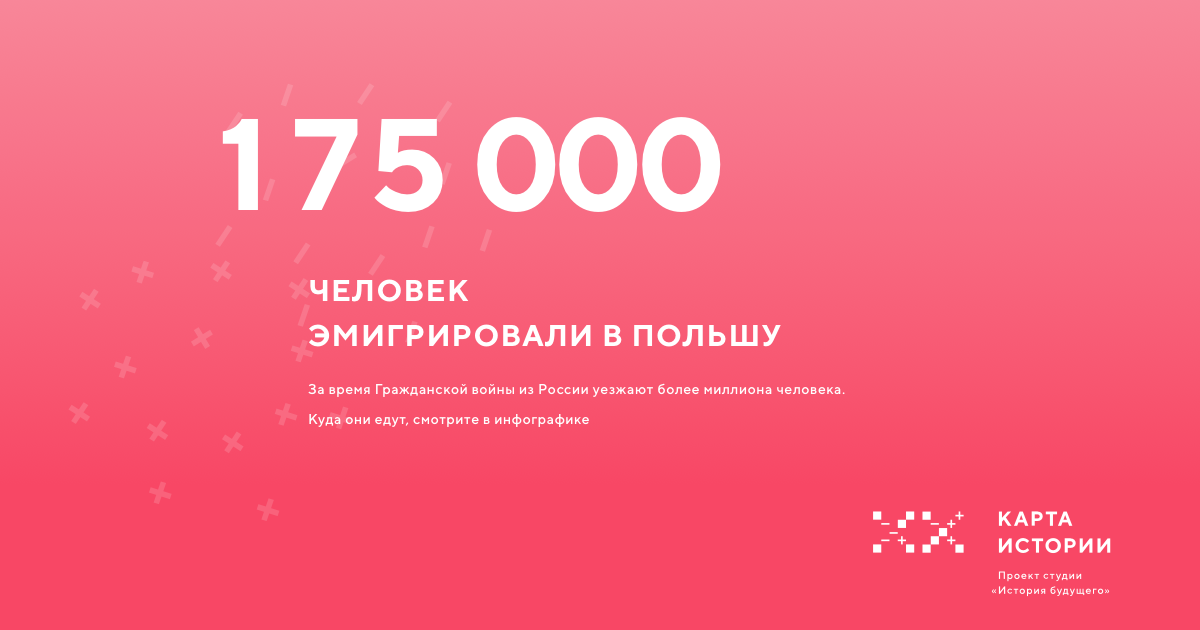 175 000
ЧЕЛОВЕК
ЭМИГРИРОВАЛИ В ПОЛЬШУ
За время Гражданской войны из России уезжают более миллиона человека.
Куда они едут, смотрите в инфографике
КАРТА
ИСТОРИИ
Проект студии
«История будущего»